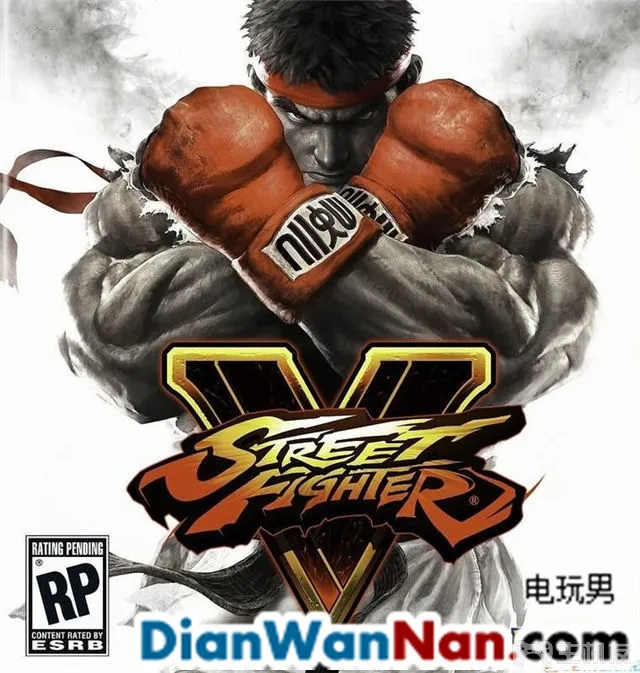 V
STREET
FIGHTER®
RATING PENDING
®
RP
CONTENT RATED BY
ESRB
电玩男
DianWanNan.com